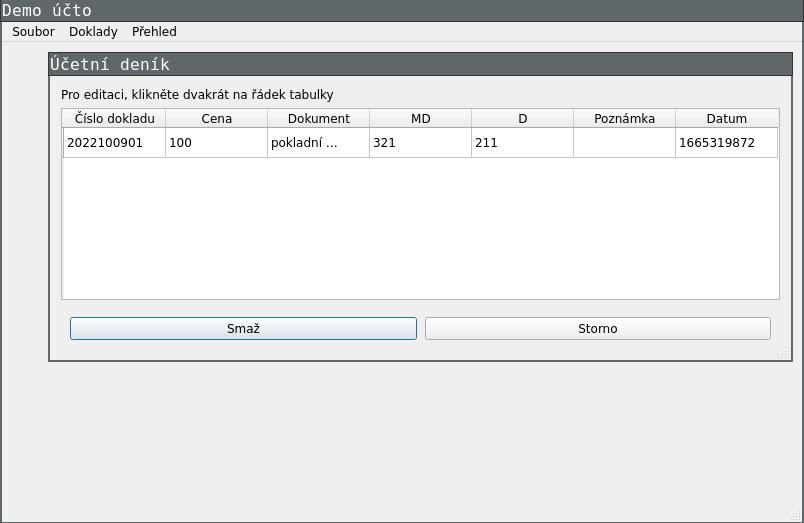 Demo účto
Soubor Doklady Přehled
Účetní deník
Pro editaci, klikněte dvakrát na řádek tabulky
Číslo dokladu Cena Dokument MD D Poznámka Datum
2022100901 100 pokladní ... 321 211 1665319872
Smaž Storno